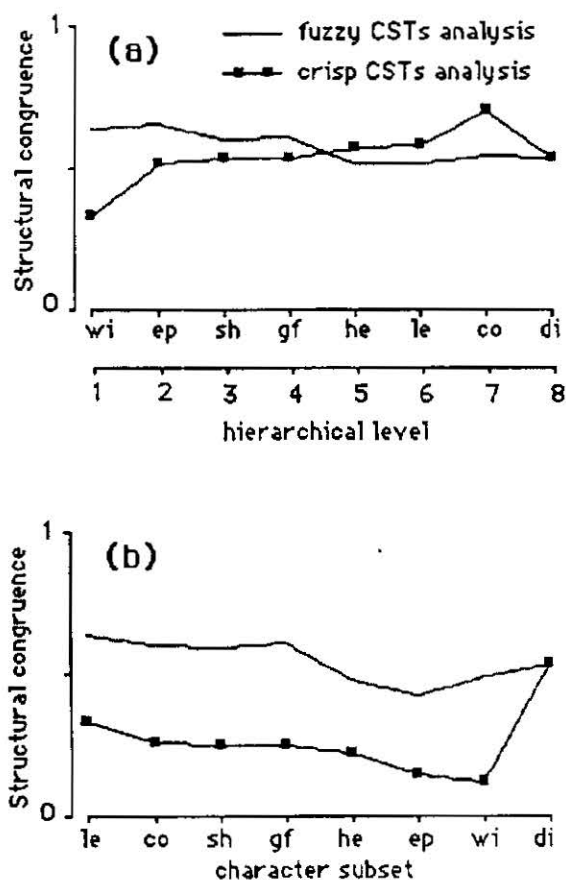 1
(a)
fuzzy CSTs analysis
crisp CSTs analysis
Structural congruence
0
wi ep sh gf he le co di
1 2 3 4 5 6 7 8
hierarchical level
1
(b)
Structural congruence
0
le co sh gf he ep wi di
character subset